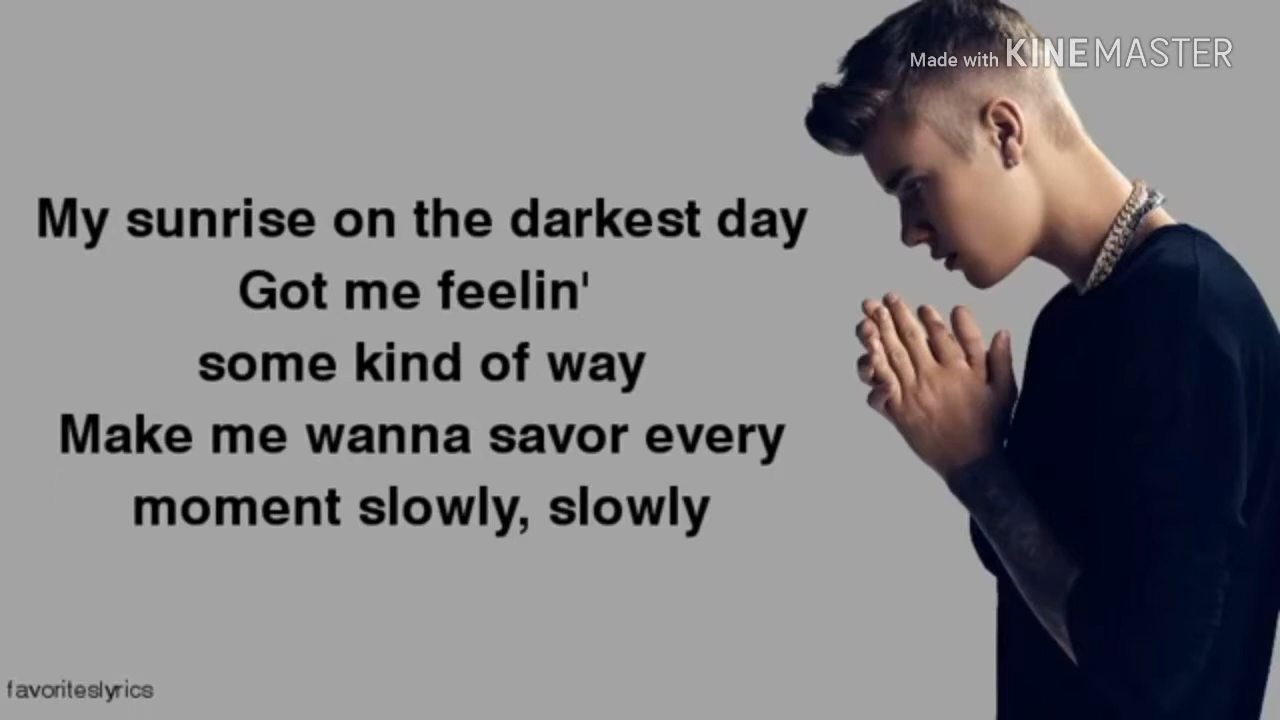 Made with KINEMASTER
My sunrise on the darkest day
Got me feelin'
some kind of way
Make me wanna savor every
moment slowly, slowly
favoriteslyrics